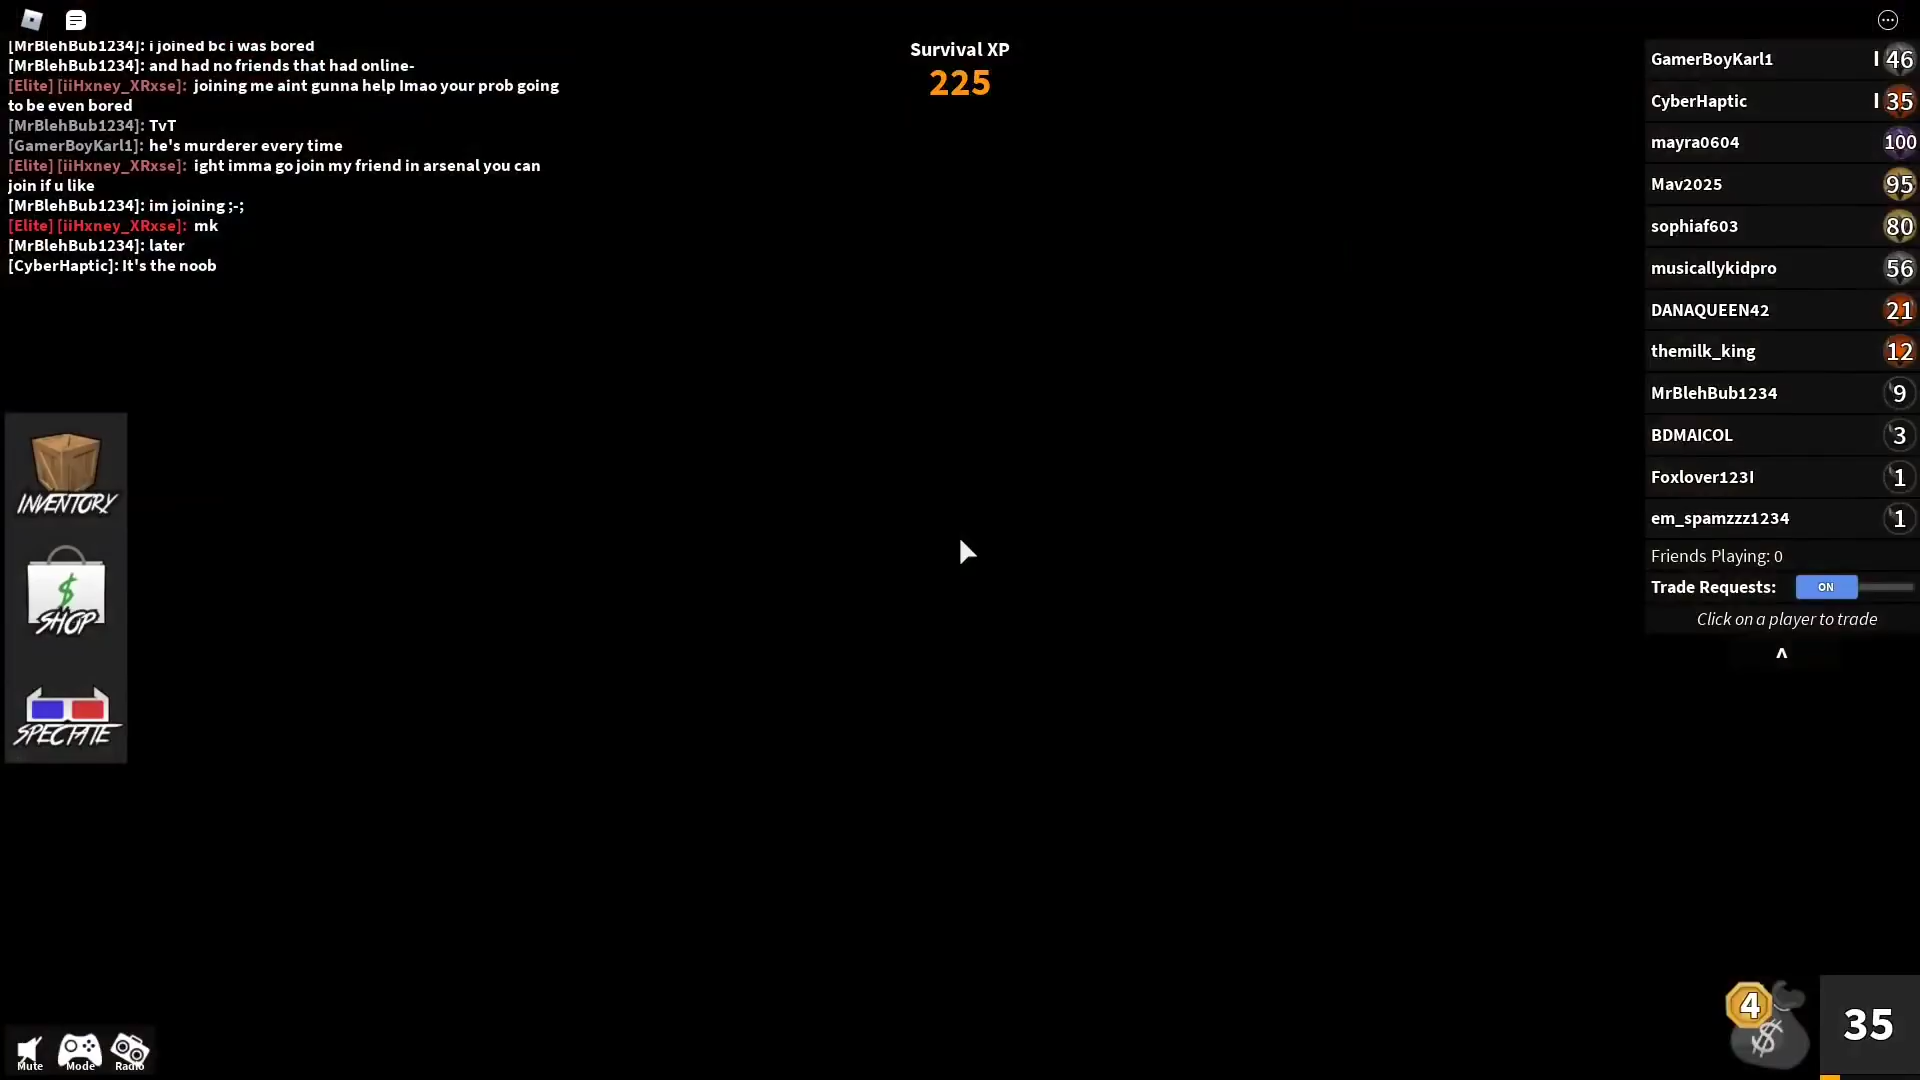 [MrBlehBub1234]: i joined bc i was bored
[MrBlehBub1234]: and had no friends that had online-
[Elite] [iiHxney_XRxse]: joining me aint gunna help lmao your prob going
to be even bored
[MrBlehBub1234]: TvT
[GamerBoyKarl1]: he's murderer every time
[Elite] [iiHxney_XRxse]: ight imma go join my friend in arsenal you can
join if u like
[MrBlehBub1234]: im joining ;-;
[Elite] [iiHxney_XRxse]: mk
[MrBlehBub1234]: later
[CyberHaptic]: It's the noob
Survival XP
225
GamerBoyKarl1 I 46
CyberHaptic I 35
mayra0604 100
Mav2025 95
sophiaf603 80
musicallykidpro 56
DANAQUEEN42 21
themilk_king 12
MrBlehBub1234 9
BDMAICOL 3
Foxlover123I 1
em_spamzzz1234 1
Friends Playing: 0
Trade Requests: ON
Click on a player to trade
^
INVENTORY
$
SHOP
SPECTATE
Mute Mode Radio
4
$
35